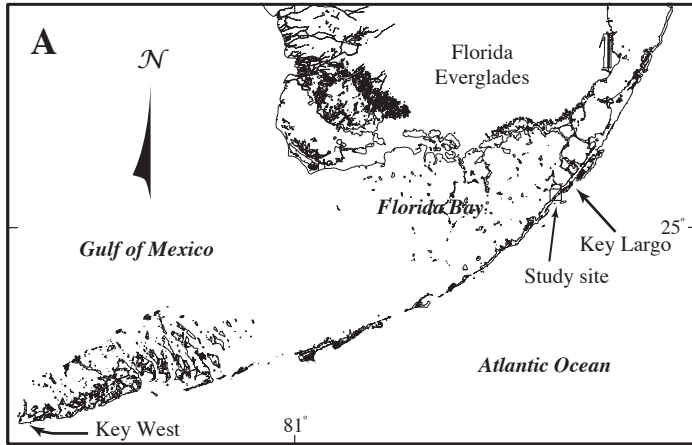 A
N
Florida
Everglades
Florida Bay
25°
Key Largo
Gulf of Mexico
Study site
Atlantic Ocean
Key West
81°